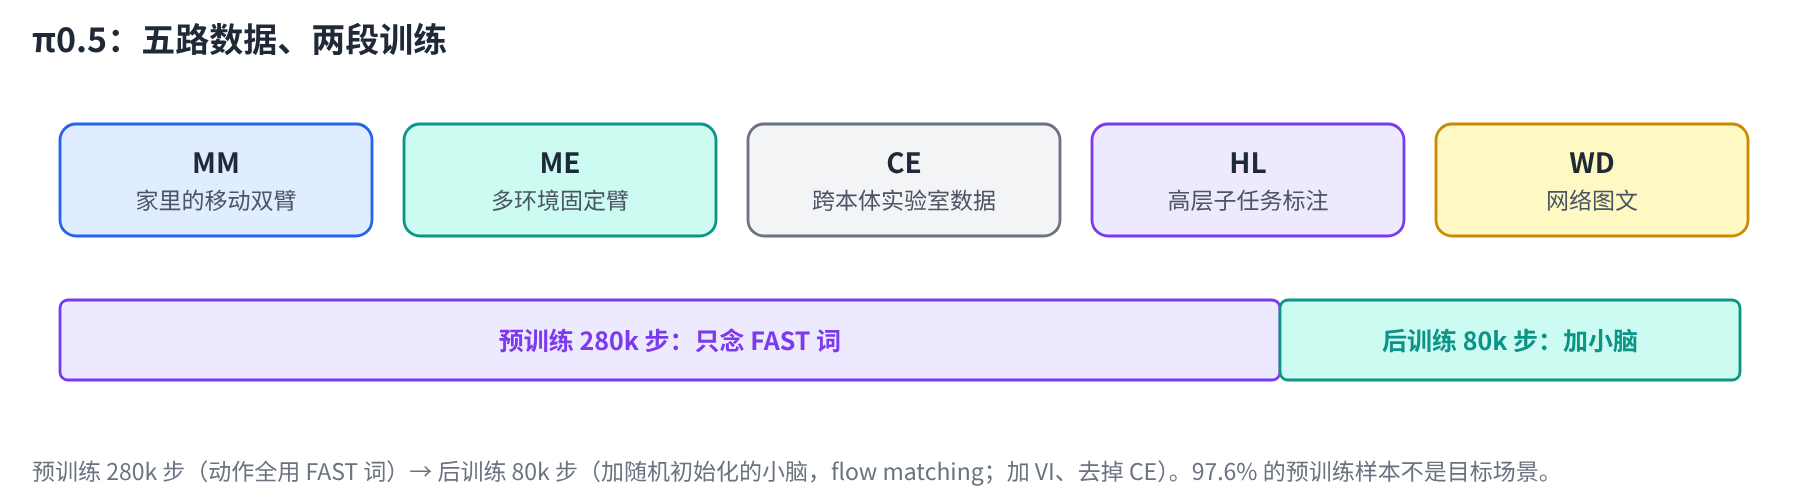 π0.5：五路数据、两段训练
MM
家里的移动双臂
ME
多环境固定臂
CE
跨本体实验室数据
HL
高层子任务标注
WD
网络图文
预训练 280k 步：只念 FAST 词
后训练 80k 步：加小脑
预训练 280k 步（动作全用 FAST 词）→ 后训练 80k 步（加随机初始化的小脑，flow matching；加 VI、去掉 CE）。97.6% 的预训练样本不是目标场景。